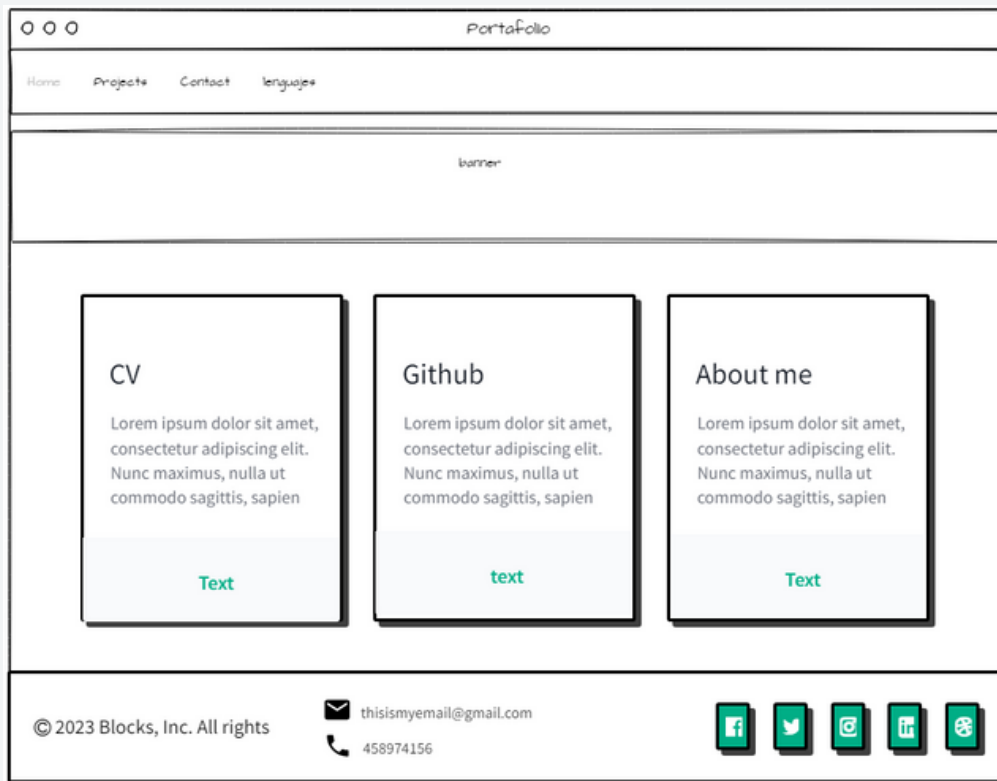 Portafolio
Home Projects Contact lenguajes
banner
CV
Lorem ipsum dolor sit amet,
consectetur adipiscing elit.
Nunc maximus, nulla ut
commodo sagittis, sapien
Text
Github
Lorem ipsum dolor sit amet,
consectetur adipiscing elit.
Nunc maximus, nulla ut
commodo sagittis, sapien
text
About me
Lorem ipsum dolor sit amet,
consectetur adipiscing elit.
Nunc maximus, nulla ut
commodo sagittis, sapien
Text
© 2023 Blocks, Inc. All rights
thisismyemail@gmail.com
458974156